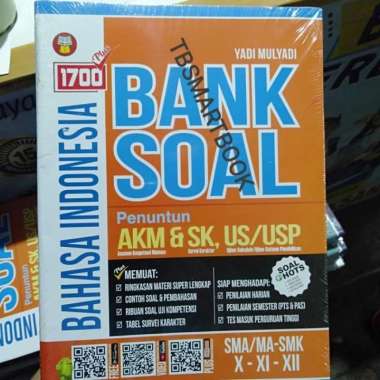 YADI MULYADI
1700 Plus
BAHASA INDONESIA
BANK
SOAL
TBSMARTBOOK
Penuntun
AKM & SK, US/USP
Plus
MEMUAT:
RINGKASAN MATERI SUPER LENGKAP
CONTOH SOAL & PEMBAHASAN
RIBUAN SOAL UJI KOMPETENSI
TABEL SURVEI KARAKTER
SIAP MENGHADAPI:
PENILAIAN HARIAN
PENILAIAN SEMESTER (PTS & PAS)
TES MASUK PERGURUAN TINGGI
SOAL
HOTS
SMA/MA-SMK
X - XI - XII